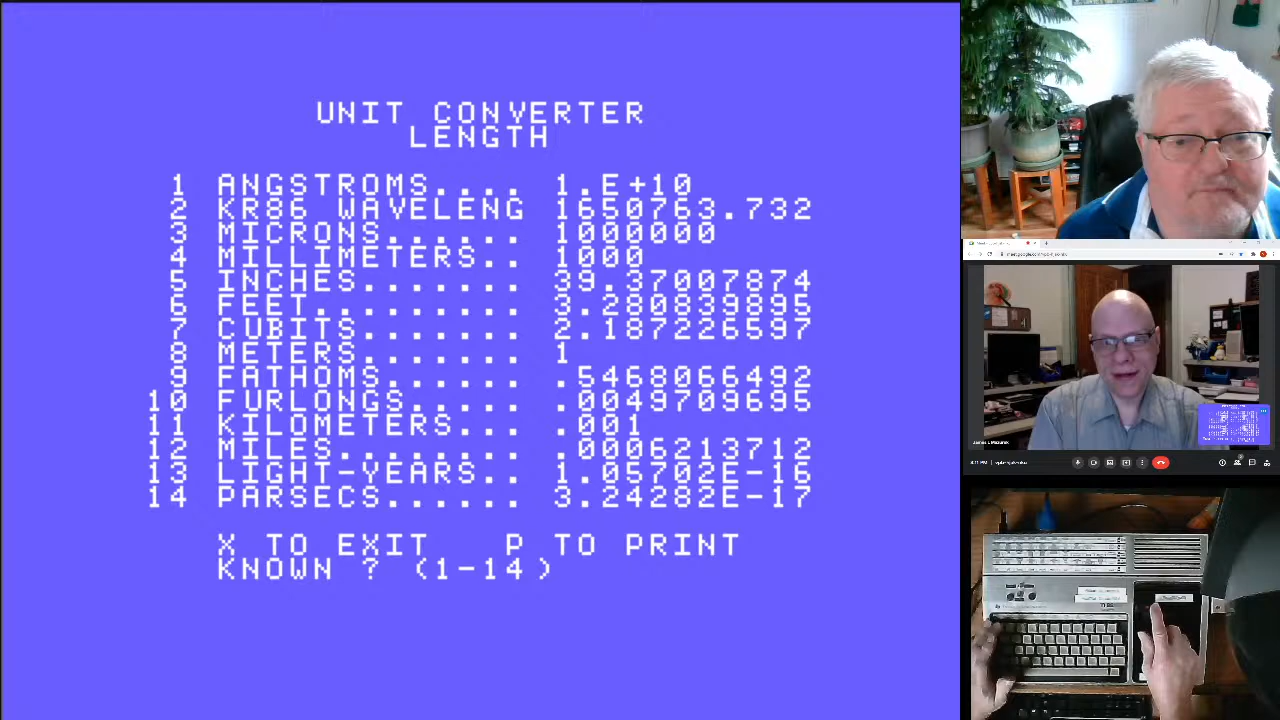 UNIT CONVERTER
LENGTH
1 ANGSTROMS.... 1.E+10
2 KR86 WAVELENG 1650763.732
3 MICRONS...... 1000000
4 MILLIMETERS.. 1000
5 INCHES....... 39.37007874
6 FEET......... 3.280839895
7 CUBITS....... 2.187226597
8 METERS....... 1
9 FATHOMS...... .5468066492
10 FURLONGS..... .0049709695
11 KILOMETERS... .001
12 MILES........ .0006213712
13 LIGHT-YEARS.. 1.05702E-16
14 PARSECS...... 3.24282E-17
X TO EXIT P TO PRINT
KNOWN ? (1-14 )